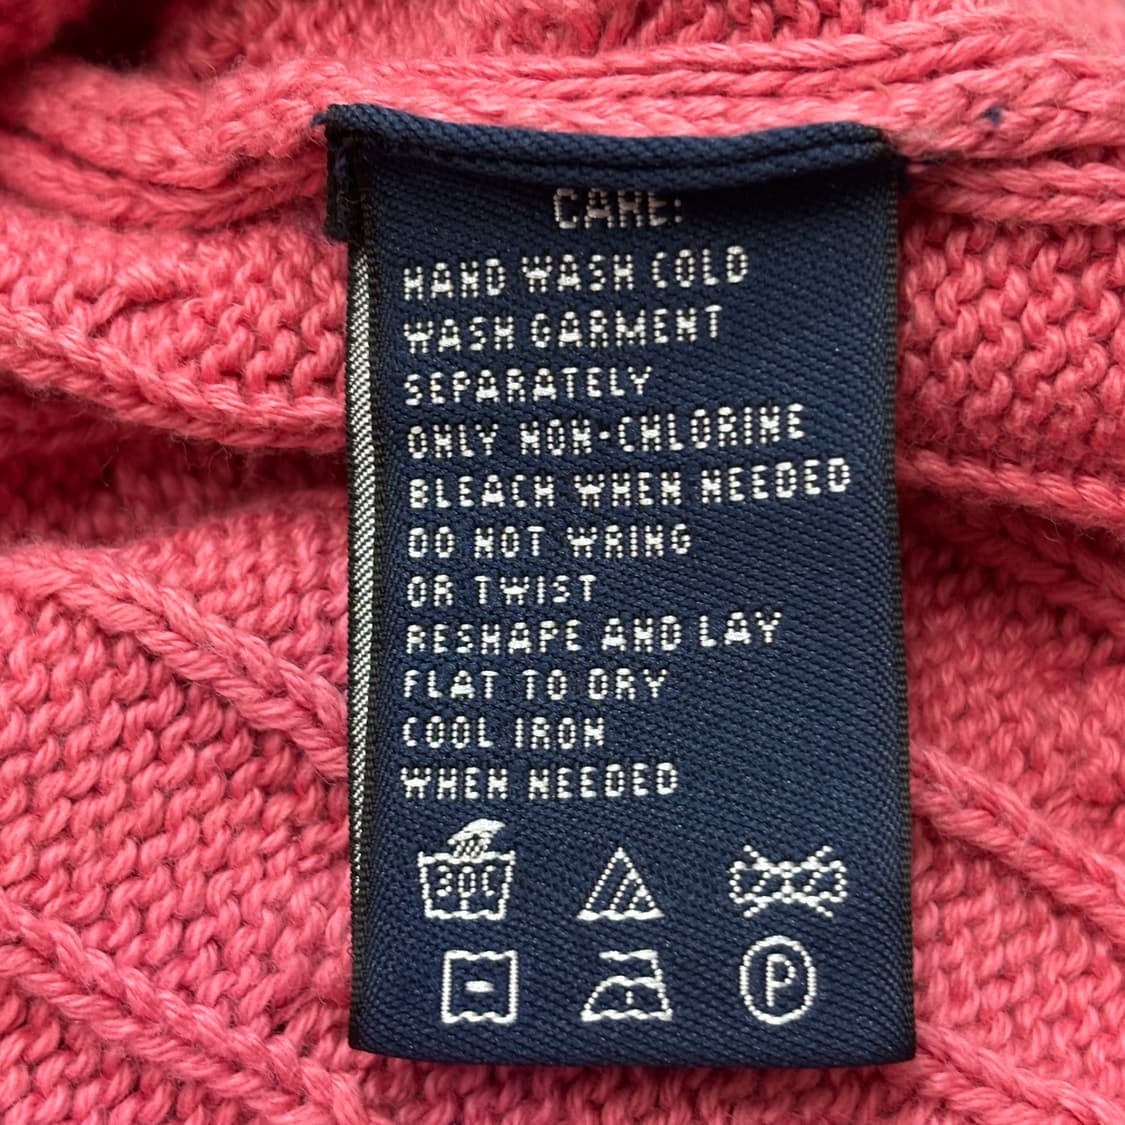 CARE:
HAND WASH COLD
WASH GARMENT
SEPARATELY
ONLY NON-CHLORINE
BLEACH WHEN NEEDED
DO NOT WRING
OR TWIST
RESHAPE AND LAY
FLAT TO DRY
COOL IRON
WHEN NEEDED
30C
P